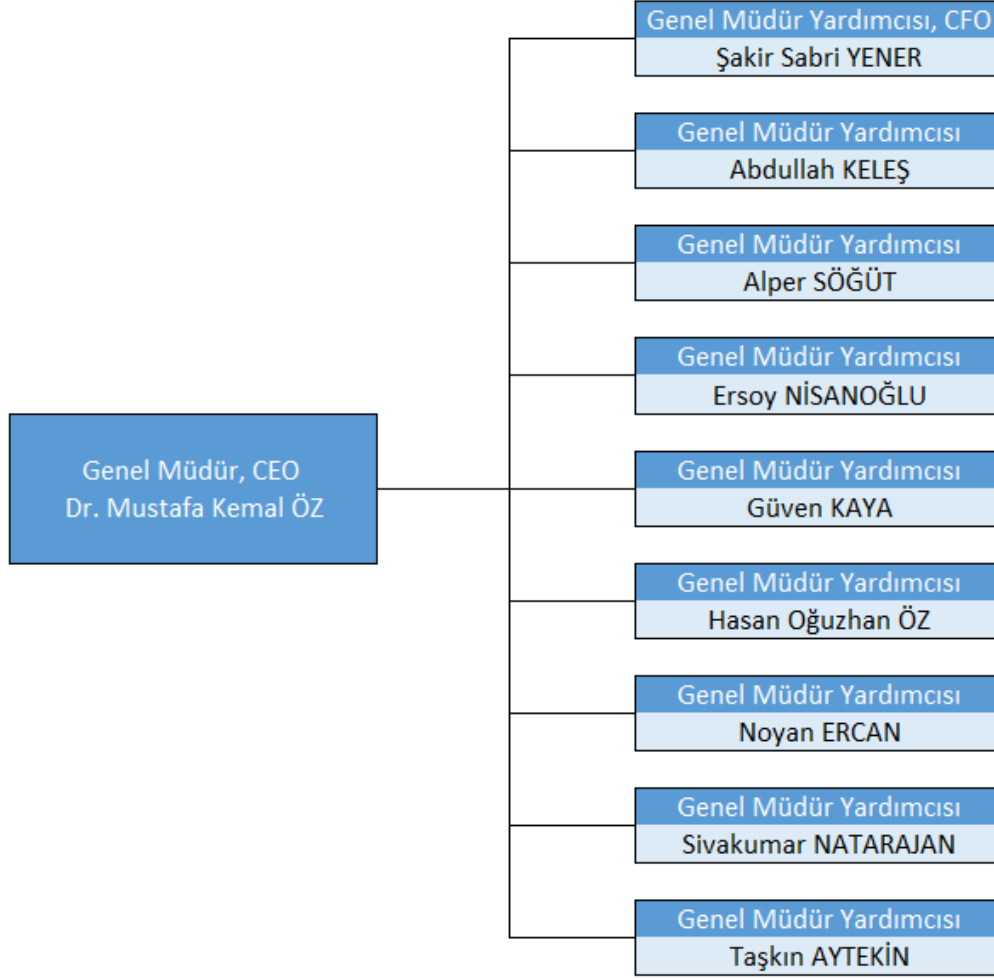 Genel Müdür, CEO
Dr. Mustafa Kemal ÖZ
Genel Müdür Yardımcısı, CFO
Şakir Sabri YENER
Genel Müdür Yardımcısı
Abdullah KELEŞ
Genel Müdür Yardımcısı
Alper SÖĞÜT
Genel Müdür Yardımcısı
Ersoy NİSANOĞLU
Genel Müdür Yardımcısı
Güven KAYA
Genel Müdür Yardımcısı
Hasan Oğuzhan ÖZ
Genel Müdür Yardımcısı
Noyan ERCAN
Genel Müdür Yardımcısı
Sivakumar NATARAJAN
Genel Müdür Yardımcısı
Taşkın AYTEKİN